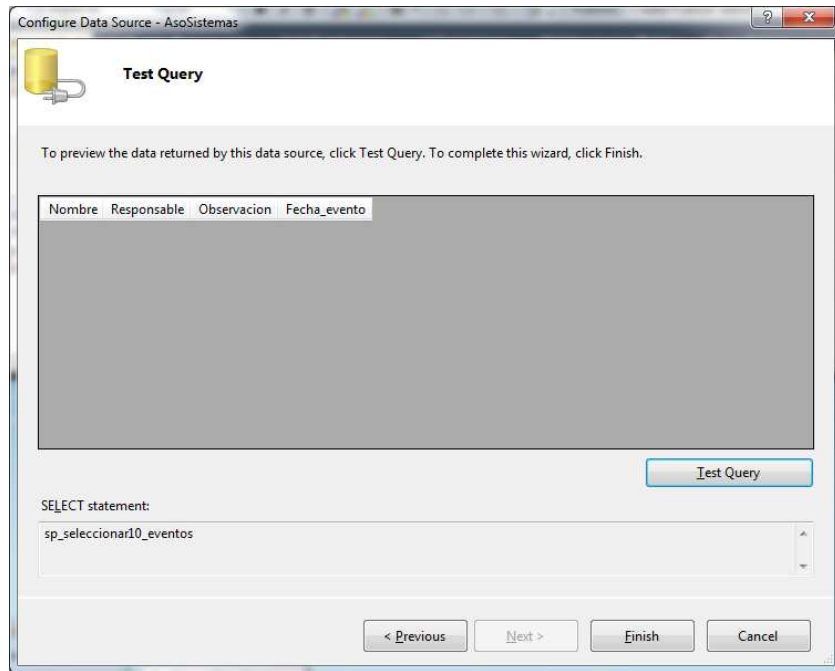 Configure Data Source - AsoSistemas
Test Query
To preview the data returned by this data source, click Test Query. To complete this wizard, click Finish.
Nombre Responsable Observacion Fecha_evento
Test Query
SELECT statement:
sp_seleccionar10_eventos
< Previous Next > Finish Cancel